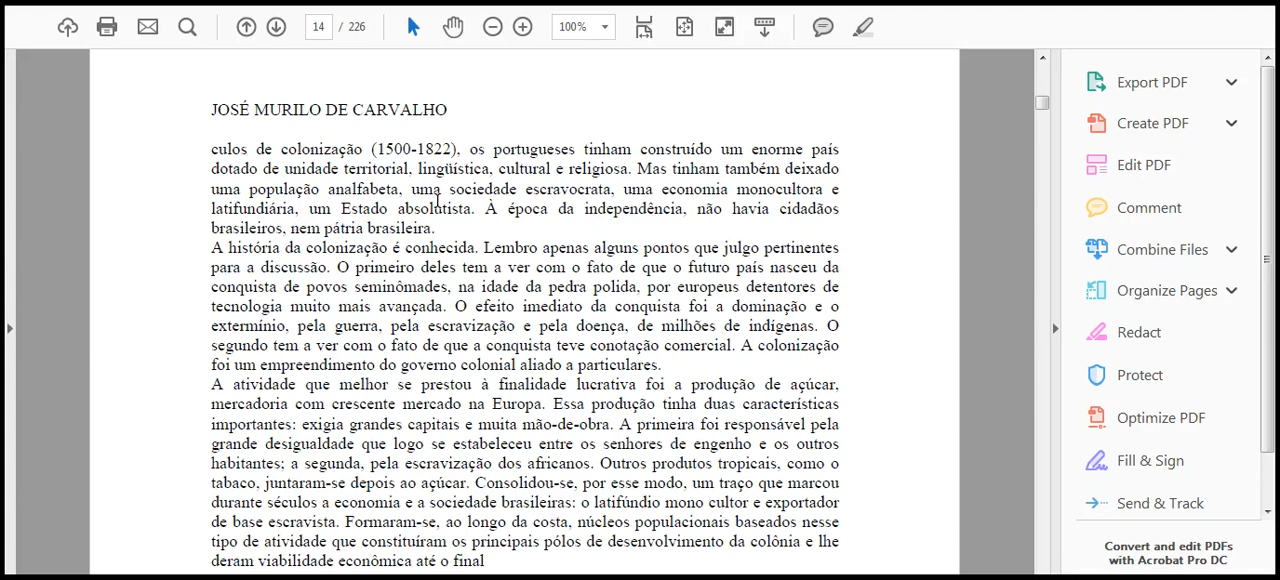 14 / 226
100%
JOSÉ MURILO DE CARVALHO
culos de colonização (1500-1822), os portugueses tinham construído um enorme país
dotado de unidade territorial, lingüística, cultural e religiosa. Mas tinham também deixado
uma população analfabeta, uma sociedade escravocrata, uma economia monocultora e
latifundiária, um Estado absolutista. À época da independência, não havia cidadãos
brasileiros, nem pátria brasileira.
A história da colonização é conhecida. Lembro apenas alguns pontos que julgo pertinentes
para a discussão. O primeiro deles tem a ver com o fato de que o futuro país nasceu da
conquista de povos seminômades, na idade da pedra polida, por europeus detentores de
tecnologia muito mais avançada. O efeito imediato da conquista foi a dominação e o
extermínio, pela guerra, pela escravização e pela doença, de milhões de indígenas. O
segundo tem a ver com o fato de que a conquista teve conotação comercial. A colonização
foi um empreendimento do governo colonial aliado a particulares.
A atividade que melhor se prestou à finalidade lucrativa foi a produção de açúcar,
mercadoria com crescente mercado na Europa. Essa produção tinha duas características
importantes: exigia grandes capitais e muita mão-de-obra. A primeira foi responsável pela
grande desigualdade que logo se estabeleceu entre os senhores de engenho e os outros
habitantes; a segunda, pela escravização dos africanos. Outros produtos tropicais, como o
tabaco, juntaram-se depois ao açúcar. Consolidou-se, por esse modo, um traço que marcou
durante séculos a economia e a sociedade brasileiras: o latifúndio mono cultor e exportador
de base escravista. Formaram-se, ao longo da costa, núcleos populacionais baseados nesse
tipo de atividade que constituíram os principais pólos de desenvolvimento da colônia e lhe
deram viabilidade econômica até o final
Export PDF
Create PDF
Edit PDF
Comment
Combine Files
Organize Pages
Redact
Protect
Optimize PDF
Fill & Sign
Send & Track
Convert and edit PDFs
with Acrobat Pro DC